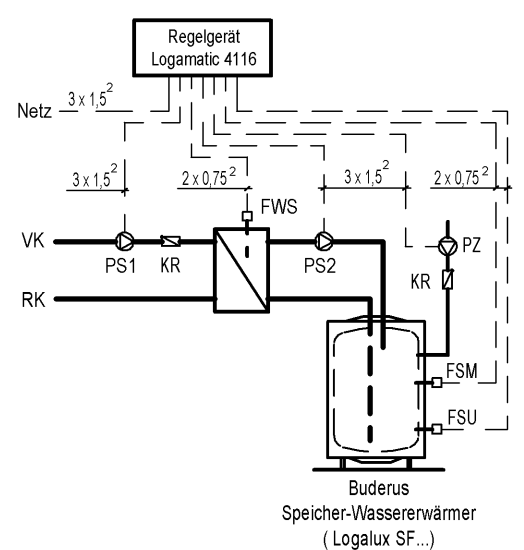 Regelgerät
Logamatic 4116
Netz
3 x 1,5²
3 x 1,5²
2 x 0,75²
3 x 1,5²
2 x 0,75²
FWS
VK
PS1
KR
PS2
PZ
KR
RK
FSM
FSU
Buderus
Speicher-Wassererwärmer
( Logalux SF...)